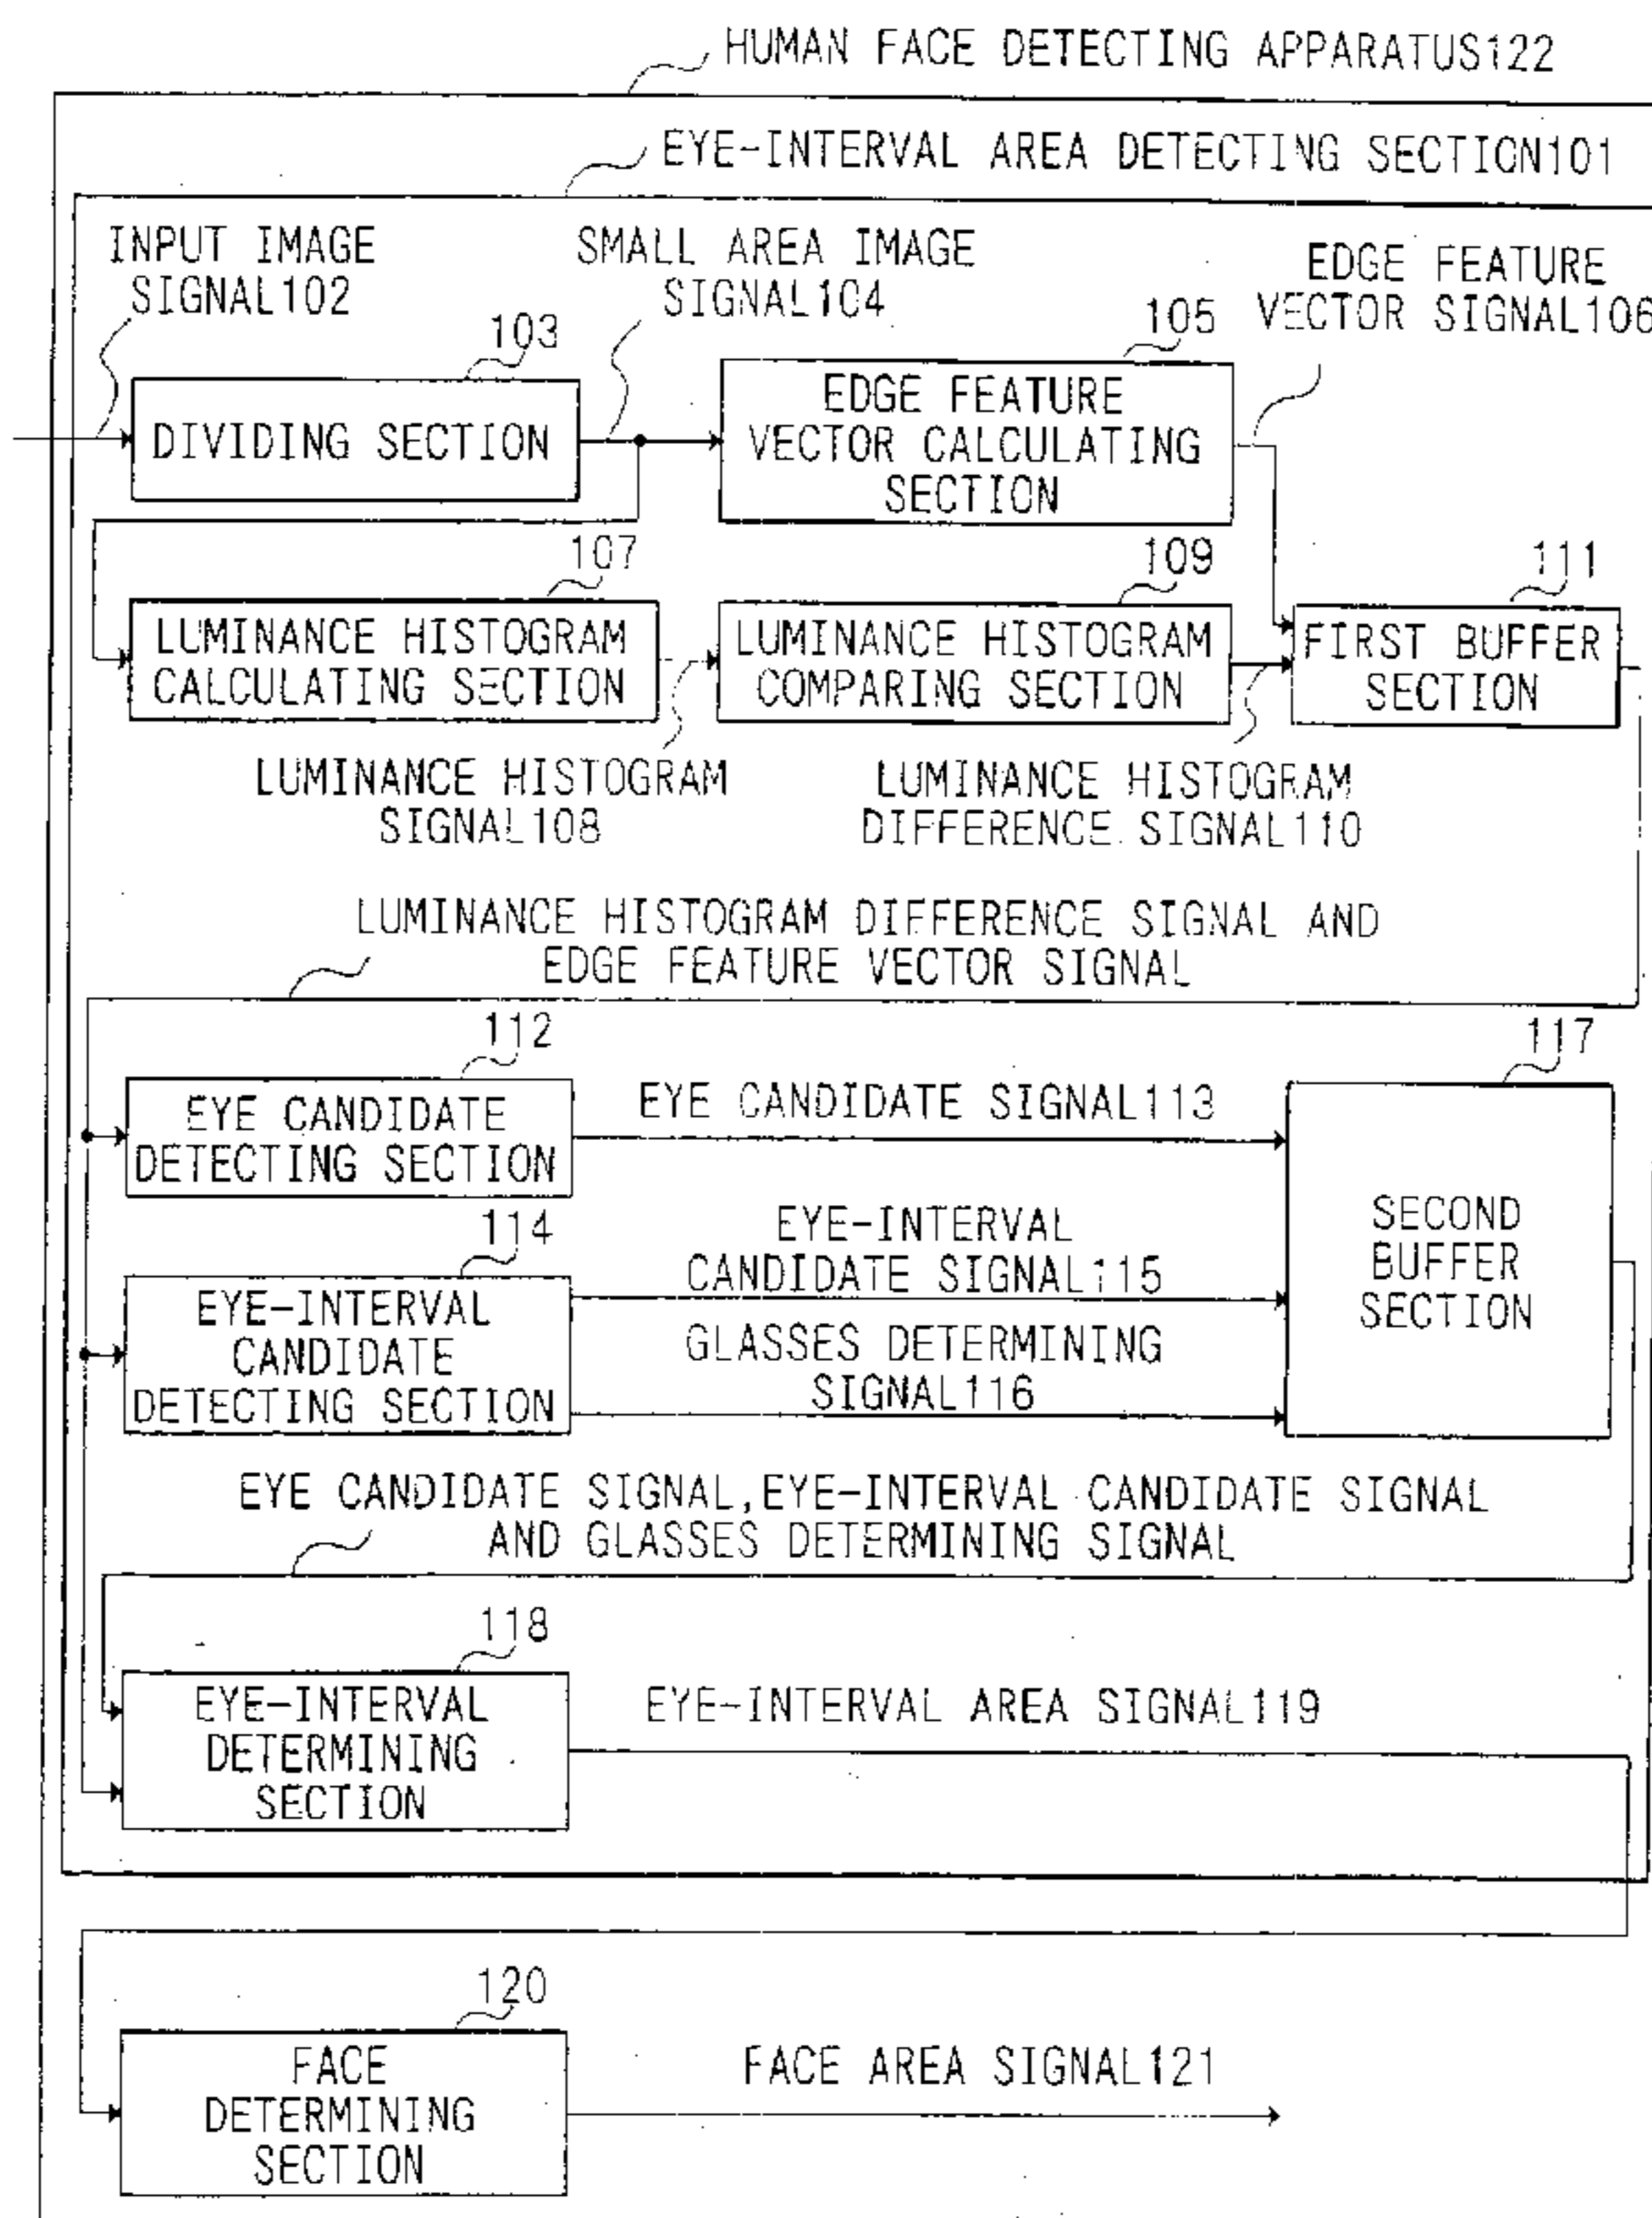 HUMAN FACE DETECTING APPARATUS122
EYE-INTERVAL AREA DETECTING SECTION101
INPUT IMAGE
SIGNAL102
SMALL AREA IMAGE
SIGNAL104
EDGE FEATURE
VECTOR SIGNAL106
103
105
DIVIDING SECTION
EDGE FEATURE
VECTOR CALCULATING
SECTION
107
109
111
LUMINANCE HISTOGRAM
CALCULATING SECTION
LUMINANCE HISTOGRAM
COMPARING SECTION
FIRST BUFFER
SECTION
LUMINANCE HISTOGRAM
SIGNAL108
LUMINANCE HISTOGRAM
DIFFERENCE SIGNAL110
LUMINANCE HISTOGRAM DIFFERENCE SIGNAL AND
EDGE FEATURE VECTOR SIGNAL
112
117
EYE CANDIDATE
DETECTING SECTION
EYE CANDIDATE SIGNAL113
SECOND
BUFFER
SECTION
114
EYE-INTERVAL
CANDIDATE
DETECTING SECTION
EYE-INTERVAL
CANDIDATE SIGNAL115
GLASSES DETERMINING
SIGNAL116
EYE CANDIDATE SIGNAL,EYE-INTERVAL CANDIDATE SIGNAL
AND GLASSES DETERMINING SIGNAL
118
EYE-INTERVAL
DETERMINING
SECTION
EYE-INTERVAL AREA SIGNAL119
120
FACE
DETERMINING
SECTION
FACE AREA SIGNAL121